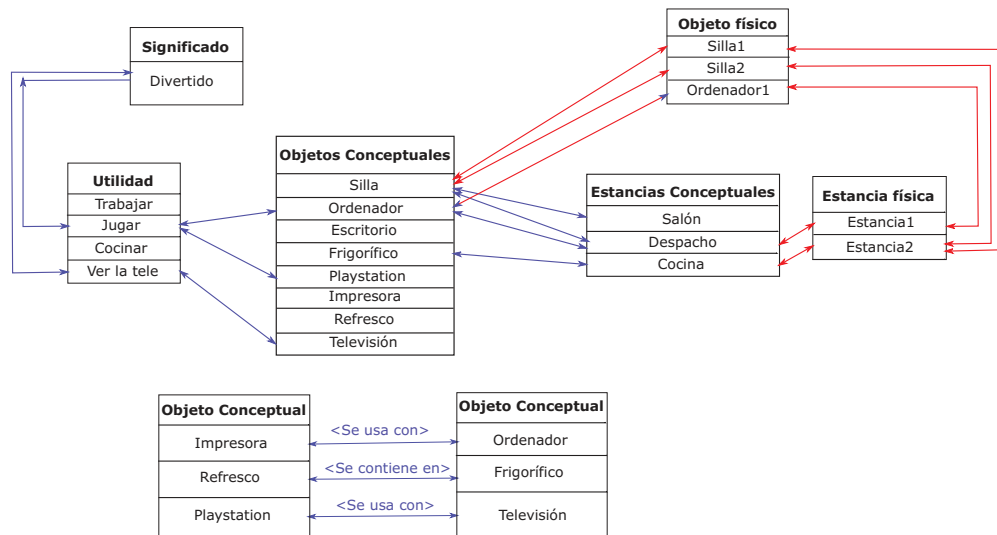 Significado
Divertido
Utilidad
Trabajar
Jugar
Cocinar
Ver la tele
Objetos Conceptuales
Silla
Ordenador
Escritorio
Frigorífico
Playstation
Impresora
Refresco
Televisión
Objeto físico
Silla1
Silla2
Ordenador1
Estancias Conceptuales
Salón
Despacho
Cocina
Estancia física
Estancia1
Estancia2
Objeto Conceptual
Impresora
Refresco
Playstation
<Se usa con>
<Se contiene en>
<Se usa con>
Objeto Conceptual
Ordenador
Frigorífico
Televisión